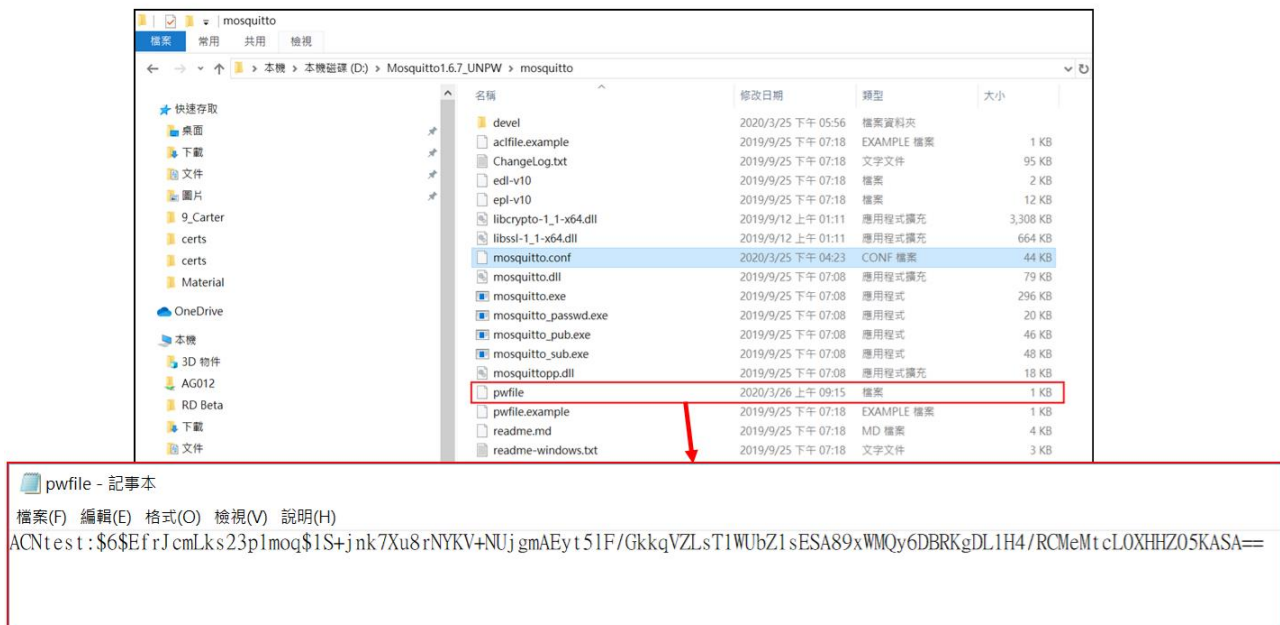 mosquitto
檔案 常用 共用 檢視
本機 > 本機磁碟 (D:) > Mosquitto1.6.7_UNPW > mosquitto
名稱 修改日期 類型 大小
快速存取
桌面
下載
文件
圖片
9_Carter
certs
certs
Material
OneDrive
本機
3D 物件
AG012
RD Beta
下載
文件
devel 2020/3/25 下午 05:56 檔案資料夾
aclfile.example 2019/9/25 下午 07:18 EXAMPLE 檔案 1 KB
ChangeLog.txt 2019/9/25 下午 07:18 文字文件 95 KB
edl-v10 2019/9/25 下午 07:18 檔案 2 KB
epl-v10 2019/9/25 下午 07:18 檔案 12 KB
libcrypto-1_1-x64.dll 2019/9/12 上午 01:11 應用程式擴充 3,308 KB
libssl-1_1-x64.dll 2019/9/12 上午 01:11 應用程式擴充 664 KB
mosquitto.conf 2020/3/25 下午 04:23 CONF 檔案 44 KB
mosquitto.dll 2019/9/25 下午 07:08 應用程式擴充 79 KB
mosquitto.exe 2019/9/25 下午 07:08 應用程式 296 KB
mosquitto_passwd.exe 2019/9/25 下午 07:08 應用程式 20 KB
mosquitto_pub.exe 2019/9/25 下午 07:08 應用程式 46 KB
mosquitto_sub.exe 2019/9/25 下午 07:08 應用程式 48 KB
mosquittopp.dll 2019/9/25 下午 07:08 應用程式擴充 18 KB
pwfile 2020/3/26 上午 09:15 檔案 1 KB
pwfile.example 2019/9/25 下午 07:18 EXAMPLE 檔案 1 KB
readme.md 2019/9/25 下午 07:18 MD 檔案 4 KB
readme-windows.txt 2019/9/25 下午 07:18 文字文件 3 KB
pwfile - 記事本
檔案(F) 編輯(E) 格式(O) 檢視(V) 說明(H)
ACNtest:$6$EfrJcmLks23p1moq$1S+jnk7Xu8rNYKV+NUjgmAEyt51F/GkkqVZLsT1WUbZ1sESA89xWMQy6DBRKgDL1H4/RCMeMtcL0XHHZ05KASA==